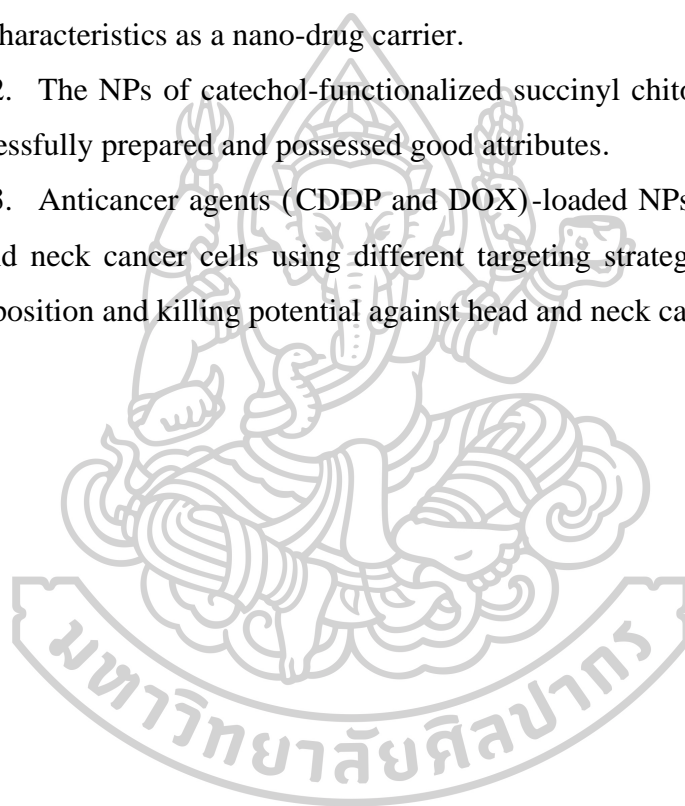 haracteristics as a nano-drug carrier.
2. The NPs of catechol-functionalized succinyl chito
essfully prepared and possessed good attributes.
3. Anticancer agents (CDDP and DOX)-loaded NPs
d neck cancer cells using different targeting strateg
position and killing potential against head and neck ca
มหาวิทยาลัยศิลปากร